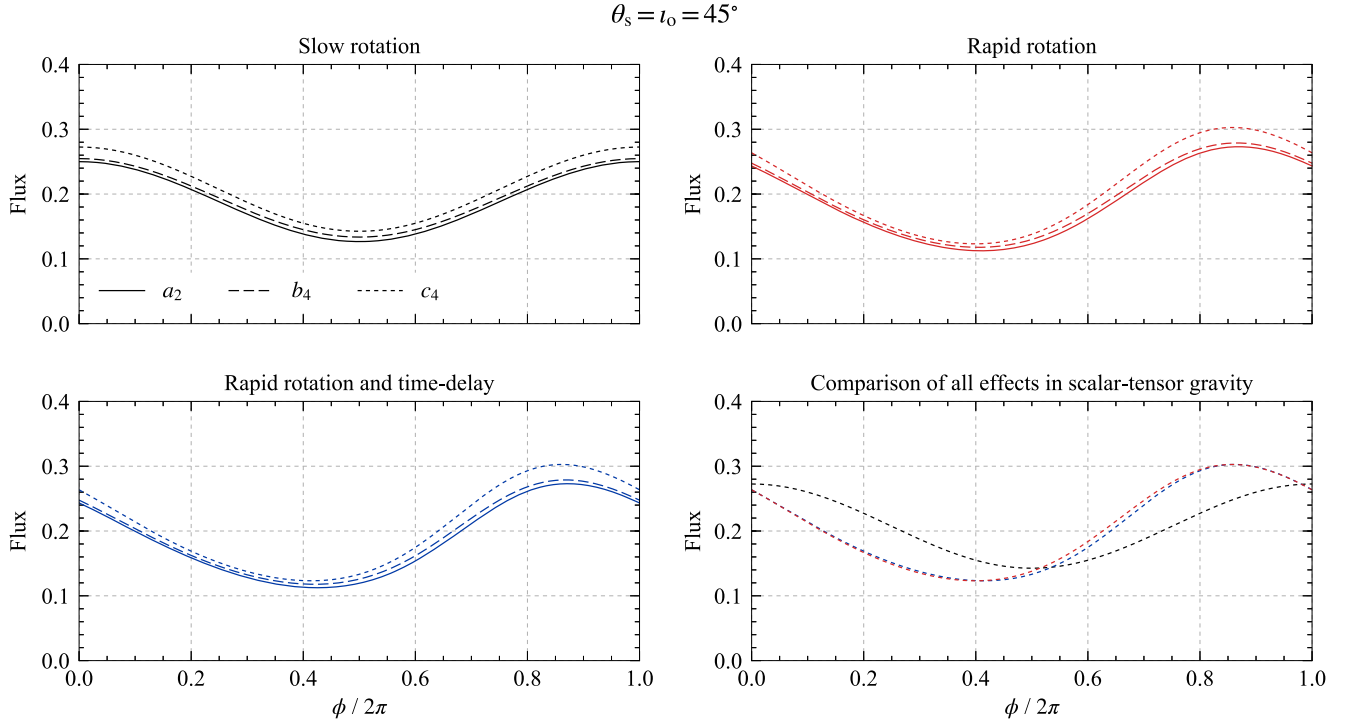 θs = ιo = 45°
Slow rotation
0.4
0.3
0.2
0.1
0.0
Flux
a2 b4 c4
Rapid rotation
0.4
0.3
0.2
0.1
0.0
Flux
Rapid rotation and time-delay
0.4
0.3
0.2
0.1
0.0
Flux
0.0 0.2 0.4 0.6 0.8 1.0
ϕ / 2π
Comparison of all effects in scalar-tensor gravity
0.4
0.3
0.2
0.1
0.0
Flux
0.0 0.2 0.4 0.6 0.8 1.0
ϕ / 2π